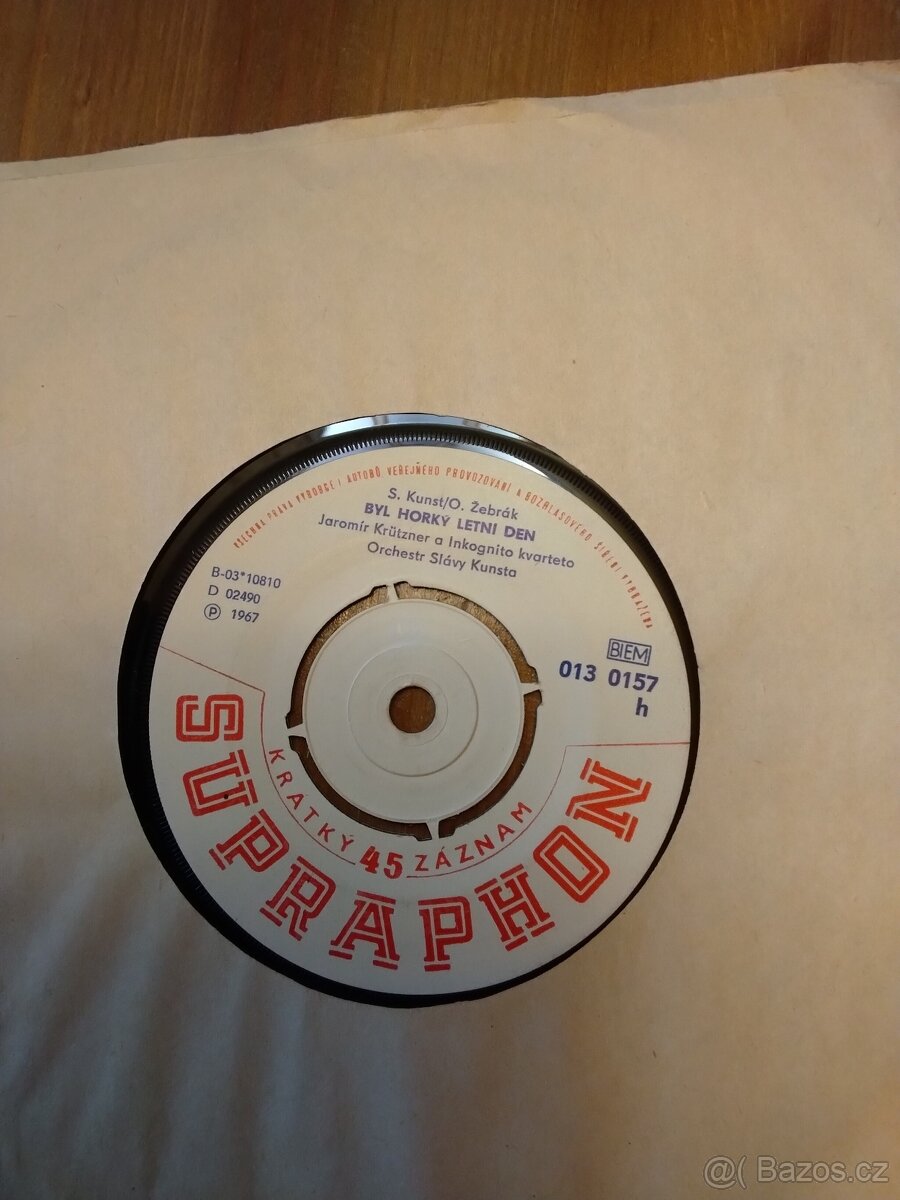 VŠECHNA PRÁVA VÝROBCE I AUTORŮ VEŘEJNÉHO PROVOZOVÁNÍ A ROZHLASOVÉHO ŠÍŘENÍ VYHRAZENA
S. Kunst/O. Žebrák
BYL HORKÝ LETNÍ DEN
Jaromír Krützner a Inkognito kvarteto
Orchestr Slávy Kunsta
B-03*10810
D 02490
Ⓟ 1967
BIEM
013 0157
h
KRATKÝ 45 ZÁZNAM
SUPRAPHON
@( Bazos.cz